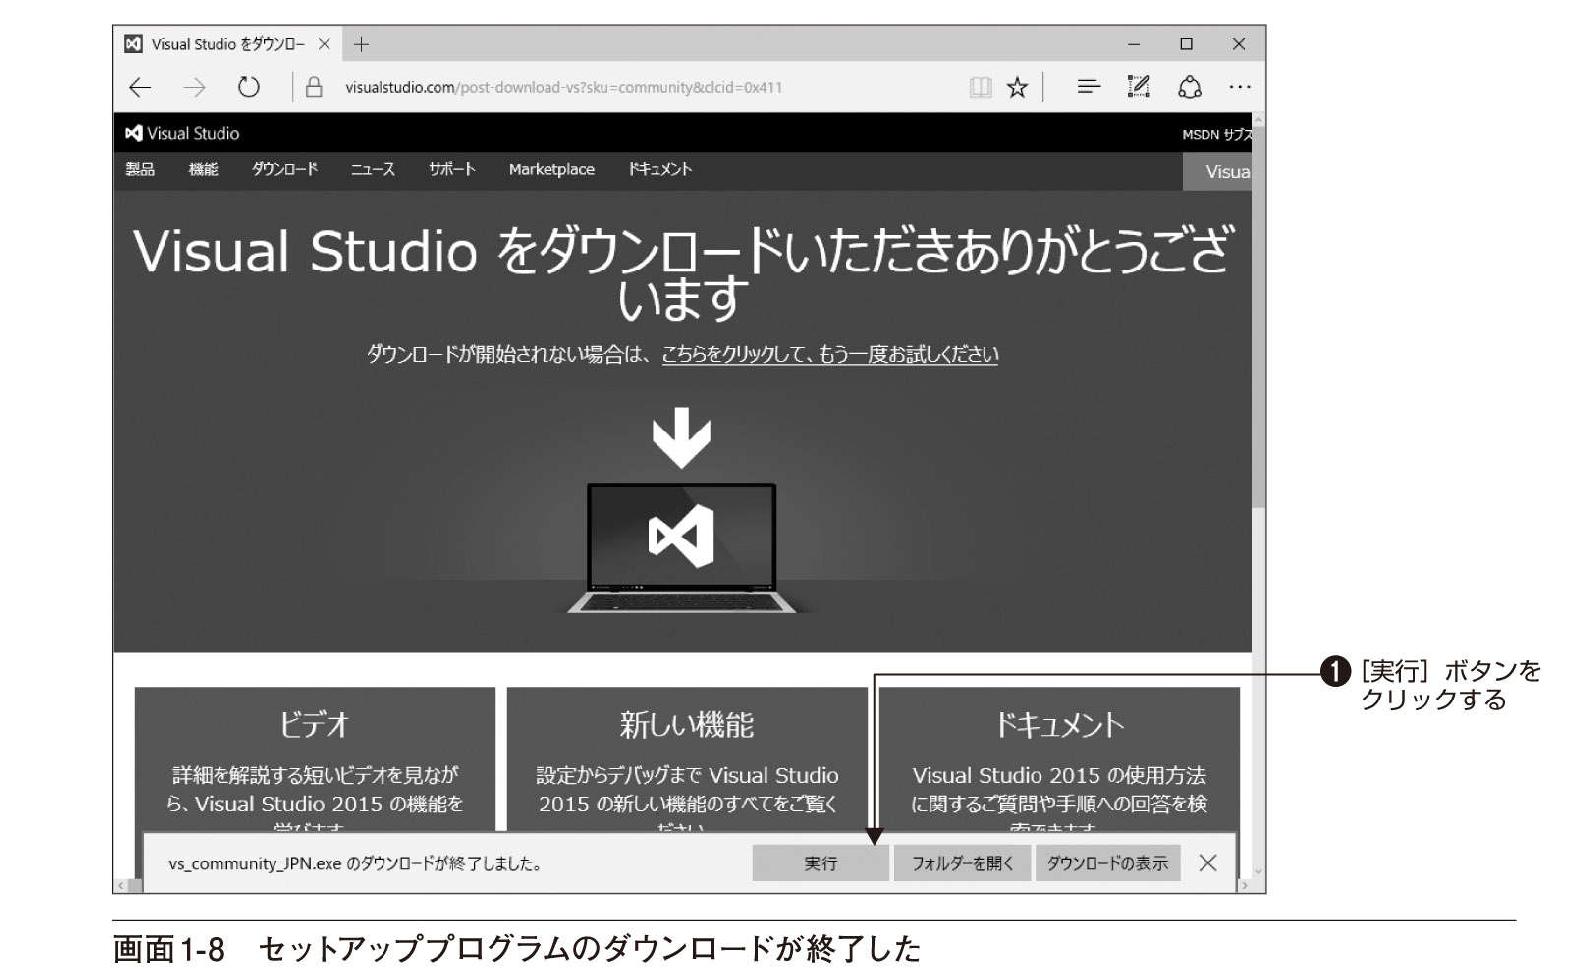 Visual Studio をダウンロー
visualstudio.com/post-download-vs?sku=community&clcid=0x411
Visual Studio
MSDN サブス
製品 機能 ダウンロード ニュース サポート Marketplace ドキュメント
Visua
Visual Studio をダウンロードいただきありがとうござ
います
ダウンロードが開始されない場合は、こちらをクリックして、もう一度お試しください
❶ [実行] ボタンを
クリックする
ビデオ
詳細を解説する短いビデオを見なが
ら、Visual Studio 2015 の機能を
学びます
新しい機能
設定からデバッグまで Visual Studio
2015 の新しい機能のすべてをご覧く
ださい
ドキュメント
Visual Studio 2015 の使用方法
に関するご質問や手順への回答を検
索できます
vs_community_JPN.exe のダウンロードが終了しました。
実行 フォルダーを開く ダウンロードの表示
画面1-8 セットアッププログラムのダウンロードが終了した